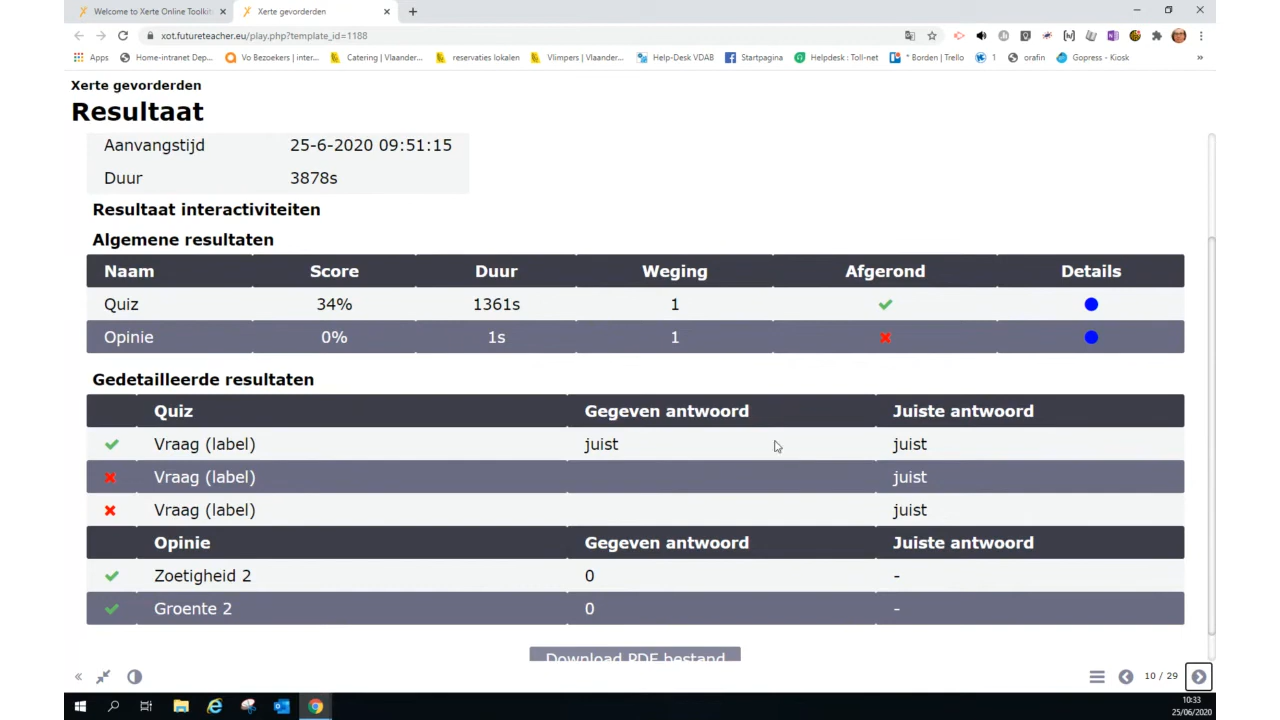 Welcome to Xerte Online Toolkit
Xerte gevorderden
xot.futureteacher.eu/play.php?template_id=1188
Apps
Home-intranet Dep...
Vo Bezoekers | inter...
Catering | Vlaander...
reservaties lokalen
Vlimpers | Vlaander...
Help-Desk VDAB
Startpagina
Helpdesk : Toll-net
* Borden | Trello
1
orafin
Gopress - Kiosk
»
Xerte gevorderden
Resultaat
Aanvangstijd 25-6-2020 09:51:15
Duur 3878s
Resultaat interactiviteiten
Algemene resultaten
Naam Score Duur Weging Afgerond Details
Quiz 34% 1361s 1
Opinie 0% 1s 1
Gedetailleerde resultaten
Quiz Gegeven antwoord Juiste antwoord
Vraag (label) juist juist
Vraag (label) juist
Vraag (label) juist
Opinie Gegeven antwoord Juiste antwoord
Zoetigheid 2 0 -
Groente 2 0 -
Download PDF bestand
« 10 / 29
10:33
25/06/2020